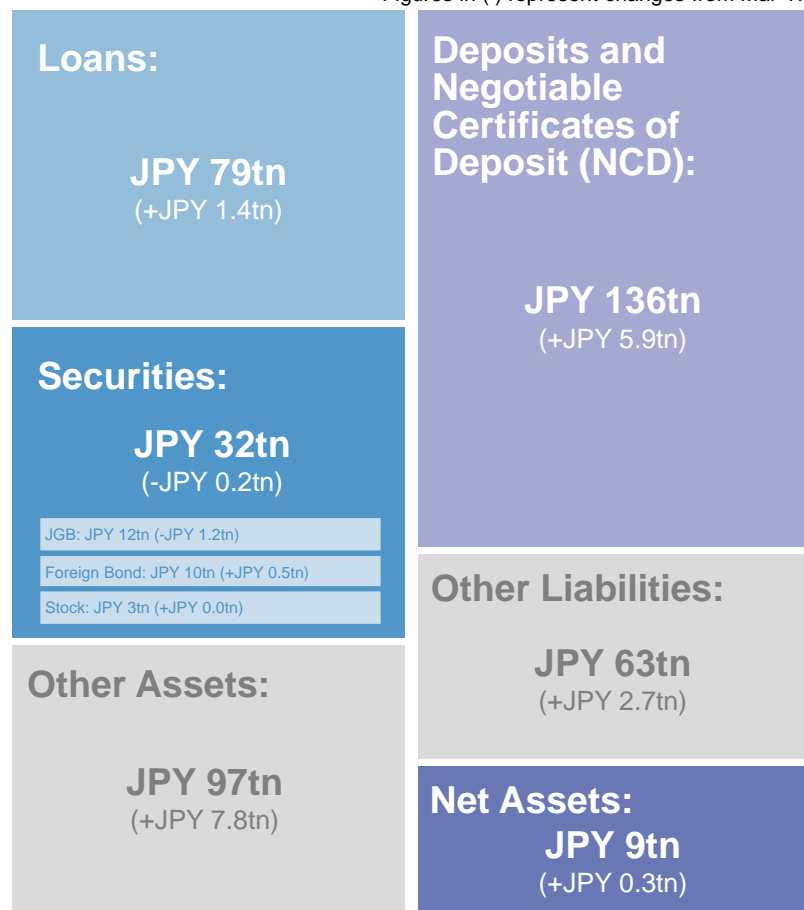 Loans:
JPY 79tn
(+JPY 1.4tn)
Securities:
JPY 32tn
(-JPY 0.2tn)
JGB: JPY 12tn (-JPY 1.2tn)
Foreign Bond: JPY 10tn (+JPY 0.5tn)
Stock: JPY 3tn (+JPY 0.0tn)
Other Assets:
JPY 97tn
(+JPY 7.8tn)
Deposits and
Negotiable
Certificates of
Deposit (NCD):
JPY 136tn
(+JPY 5.9tn)
Other Liabilities:
JPY 63tn
(+JPY 2.7tn)
Net Assets:
JPY 9tn
(+JPY 0.3tn)